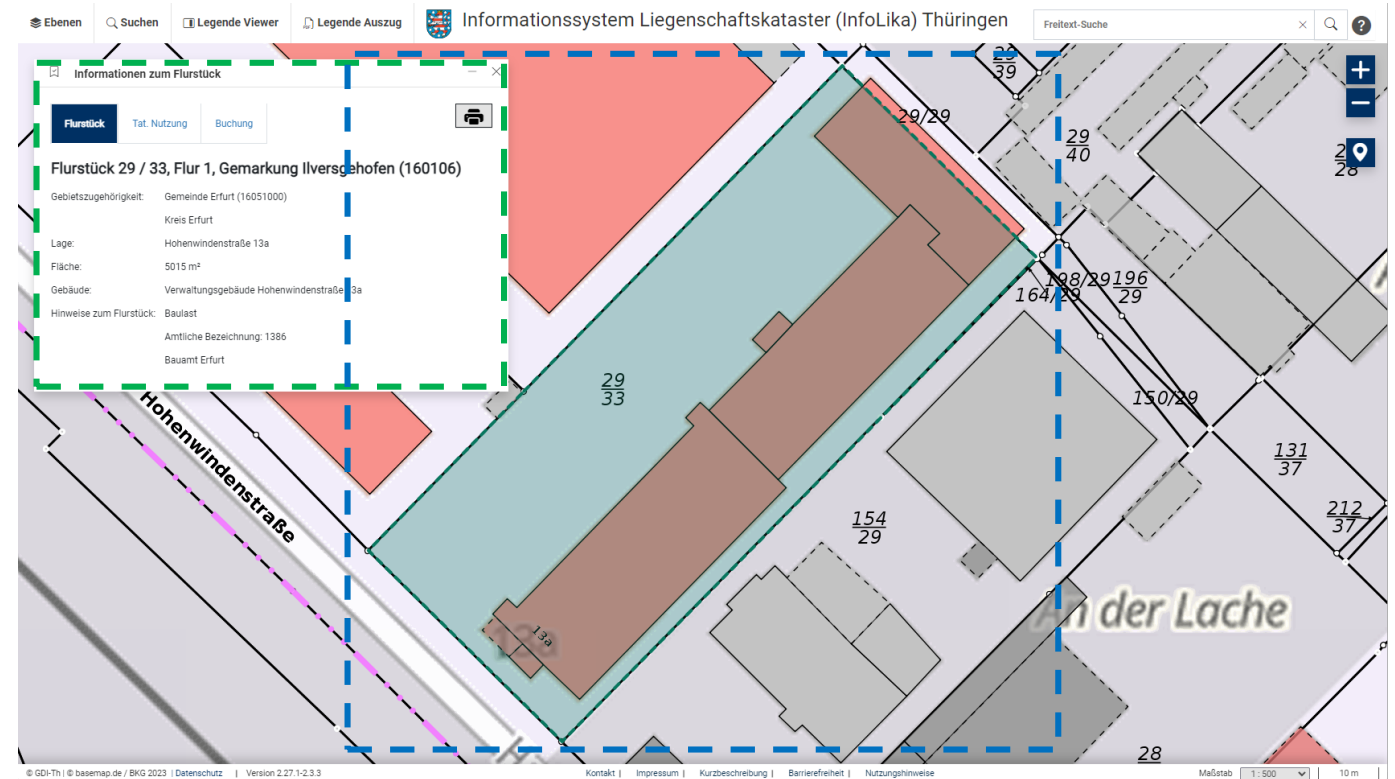 Ebenen Suchen Legende Viewer Legende Auszug Informationssystem Liegenschaftskataster (InfoLika) Thüringen Freitext-Suche
Informationen zum Flurstück
Flurstück Tat. Nutzung Buchung
Flurstück 29 / 33, Flur 1, Gemarkung Ilversgehofen (160106)
Gebietszugehörigkeit: Gemeinde Erfurt (16051000)
Kreis Erfurt
Lage: Hohenwindenstraße 13a
Fläche: 5015 m²
Gebäude: Verwaltungsgebäude Hohenwindenstraße 13a
Hinweise zum Flurstück: Baulast
Amtliche Bezeichnung: 1386
Bauamt Erfurt
29
39
29/29
29
40
28
198/29
164/29
196
29
29
33
150/29
Hohenwindenstraße
131
37
212
37
154
29
An der Lache
13a
13a
28
© GDI-Th | © basemap.de / BKG 2023 | Datenschutz | Version 2.27.1-2.3.3 Kontakt | Impressum | Kurzbeschreibung | Barrierefreiheit | Nutzungshinweise Maßstab 1 : 500 10 m